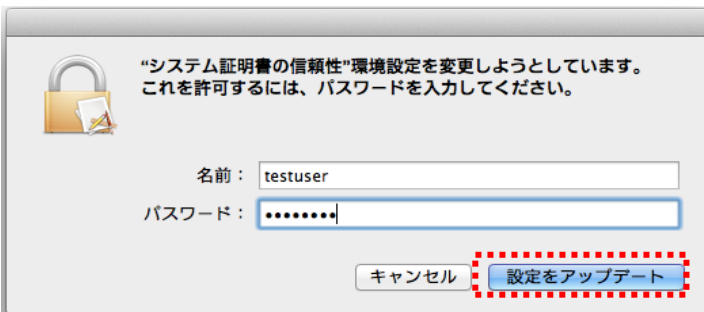 “システム証明書の信頼性”環境設定を変更しようとしています。
これを許可するには、パスワードを入力してください。
名前： testuser
パスワード： ••••••••
キャンセル 設定をアップデート